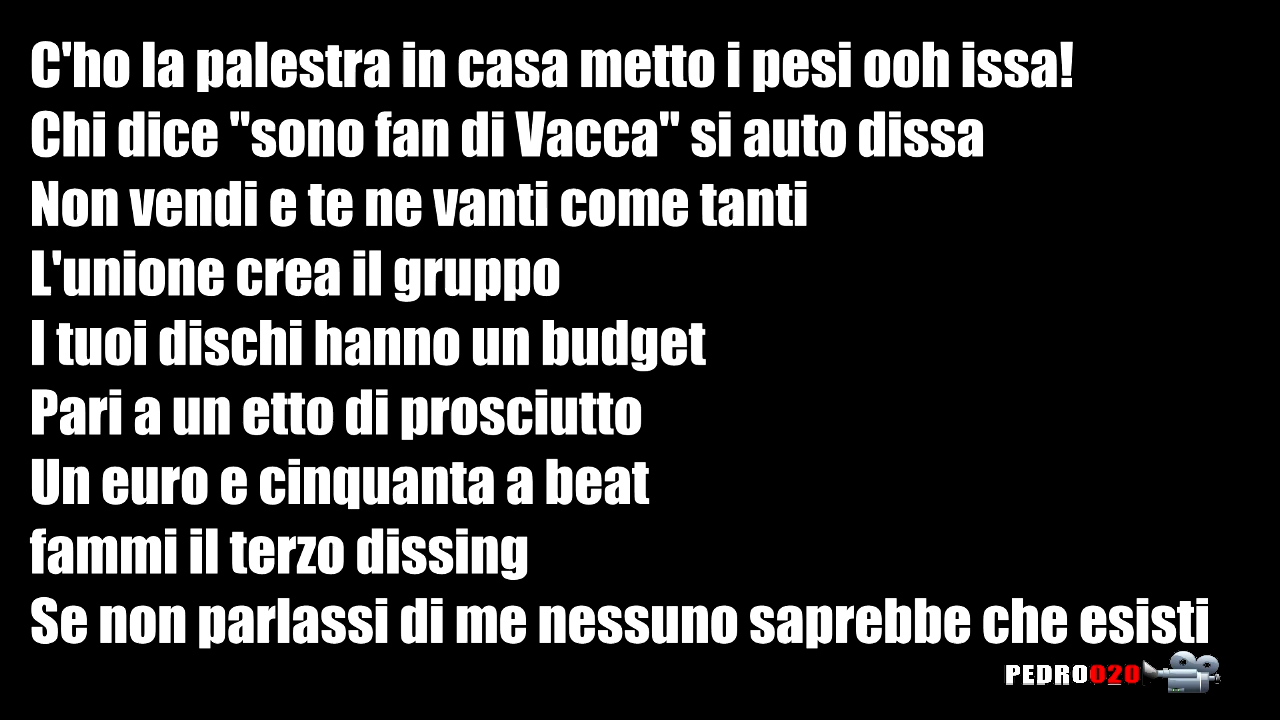 C'ho la palestra in casa metto i pesi ooh issa!
Chi dice "sono fan di Vacca" si auto dissa
Non vendi e te ne vanti come tanti
L'unione crea il gruppo
I tuoi dischi hanno un budget
Pari a un etto di prosciutto
Un euro e cinquanta a beat
fammi il terzo dissing
Se non parlassi di me nessuno saprebbe che esisti
PEDRO020